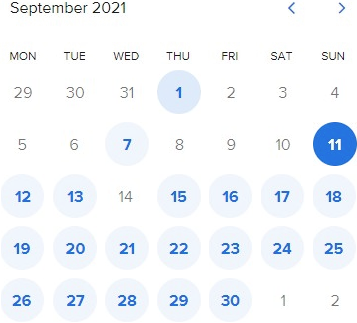 September 2021
MON TUE WED THU FRI SAT SUN
29 30 31 1 2 3 4
5 6 7 8 9 10 11
12 13 14 15 16 17 18
19 20 21 22 23 24 25
26 27 28 29 30 1 2